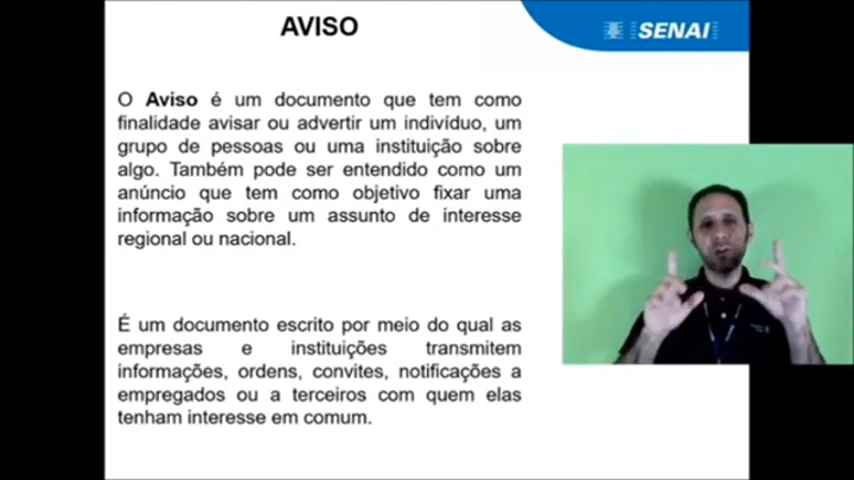 AVISO
SENAI
O Aviso é um documento que tem como
finalidade avisar ou advertir um indivíduo, um
grupo de pessoas ou uma instituição sobre
algo. Também pode ser entendido como um
anúncio que tem como objetivo fixar uma
informação sobre um assunto de interesse
regional ou nacional.
É um documento escrito por meio do qual as
empresas e instituições transmitem
informações, ordens, convites, notificações a
empregados ou a terceiros com quem elas
tenham interesse em comum.